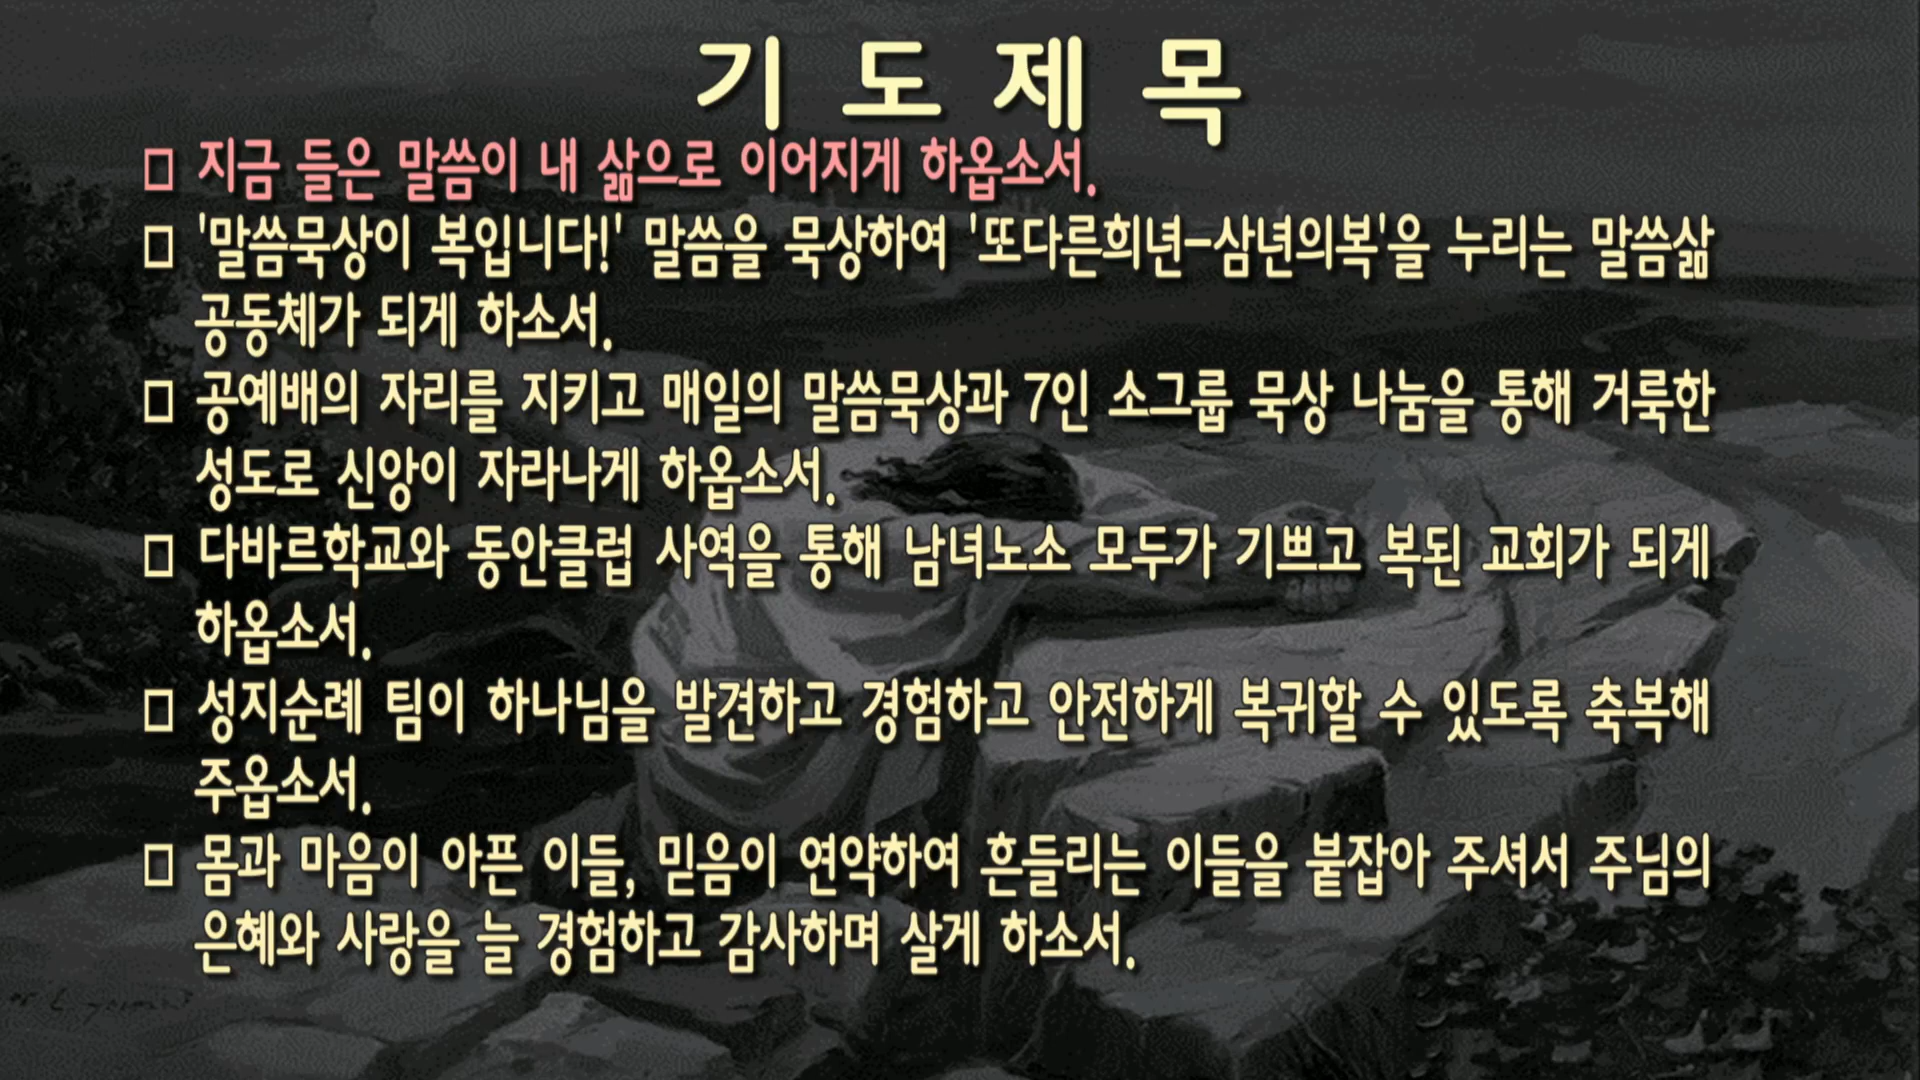 기 도 제 목
□ 지금 들은 말씀이 내 삶으로 이어지게 하옵소서.
□ '말씀묵상이 복입니다!' 말씀을 묵상하여 '또다른희년-삼년의복'을 누리는 말씀삶
공동체가 되게 하소서.
□ 공예배의 자리를 지키고 매일의 말씀묵상과 7인 소그룹 묵상 나눔을 통해 거룩한
성도로 신앙이 자라나게 하옵소서.
□ 다바르학교와 동안클럽 사역을 통해 남녀노소 모두가 기쁘고 복된 교회가 되게
하옵소서.
□ 성지순례 팀이 하나님을 발견하고 경험하고 안전하게 복귀할 수 있도록 축복해
주옵소서.
□ 몸과 마음이 아픈 이들, 믿음이 연약하여 흔들리는 이들을 붙잡아 주셔서 주님의
은혜와 사랑을 늘 경험하고 감사하며 살게 하소서.